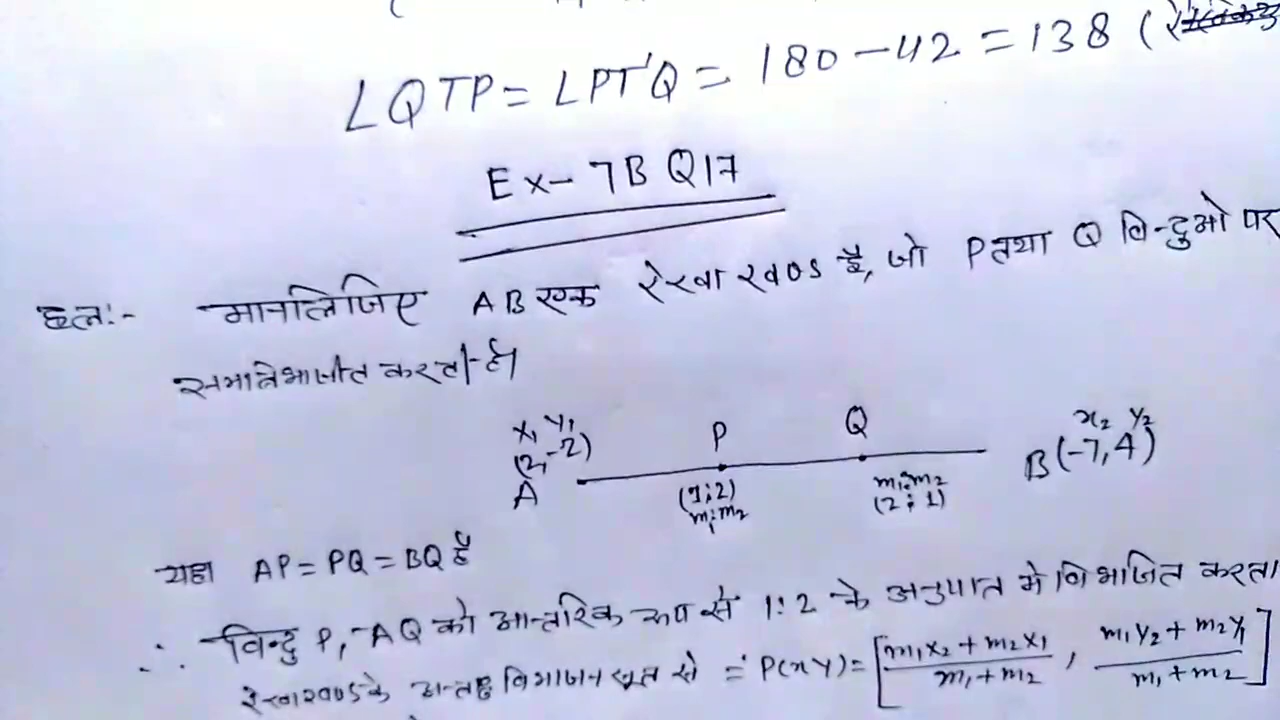 ∠QTP = ∠PT'Q = 180 - 42 = 138 (
Ex- 7B Q17
हल:- मानलिजिए AB एक रेखा खण्ड है, जो P तथा Q विन्दुओ पर
समत्रिभाजीत करता है।
x₁ y₁
(2,-2)
A
P
(1:2)
m₁:m₂
Q
m₁:m₂
(2:1)
x₂ y₂
B(-7,4)
यहा AP = PQ = BQ है
∴ विन्दु P, AQ को आन्तरिक रूप से 1:2 के अनुपात मे विभाजित करता
रेखाखण्ड के अन्तह विभाजन सूत्र से = P(x y) = [m₁x₂ + m₂x₁ / m₁ + m₂ , m₁y₂ + m₂y₁ / m₁ + m₂]